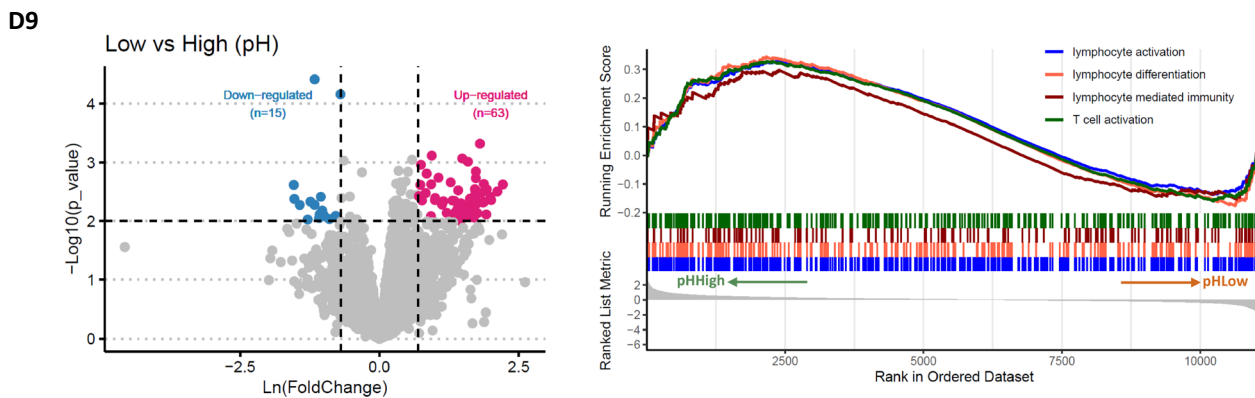 D9
Low vs High (pH)
Down-regulated
(n=15)
Up-regulated
(n=63)
4
3
2
1
0
−Log10(p_value)
−2.5
0.0
2.5
Ln(FoldChange)
lymphocyte activation
lymphocyte differentiation
lymphocyte mediated immunity
T cell activation
0.3
0.2
0.1
0.0
−0.1
−0.2
Running Enrichment Score
pHHigh
pHLow
2
0
−2
−4
−6
Ranked List Metric
2500
5000
7500
10000
Rank in Ordered Dataset